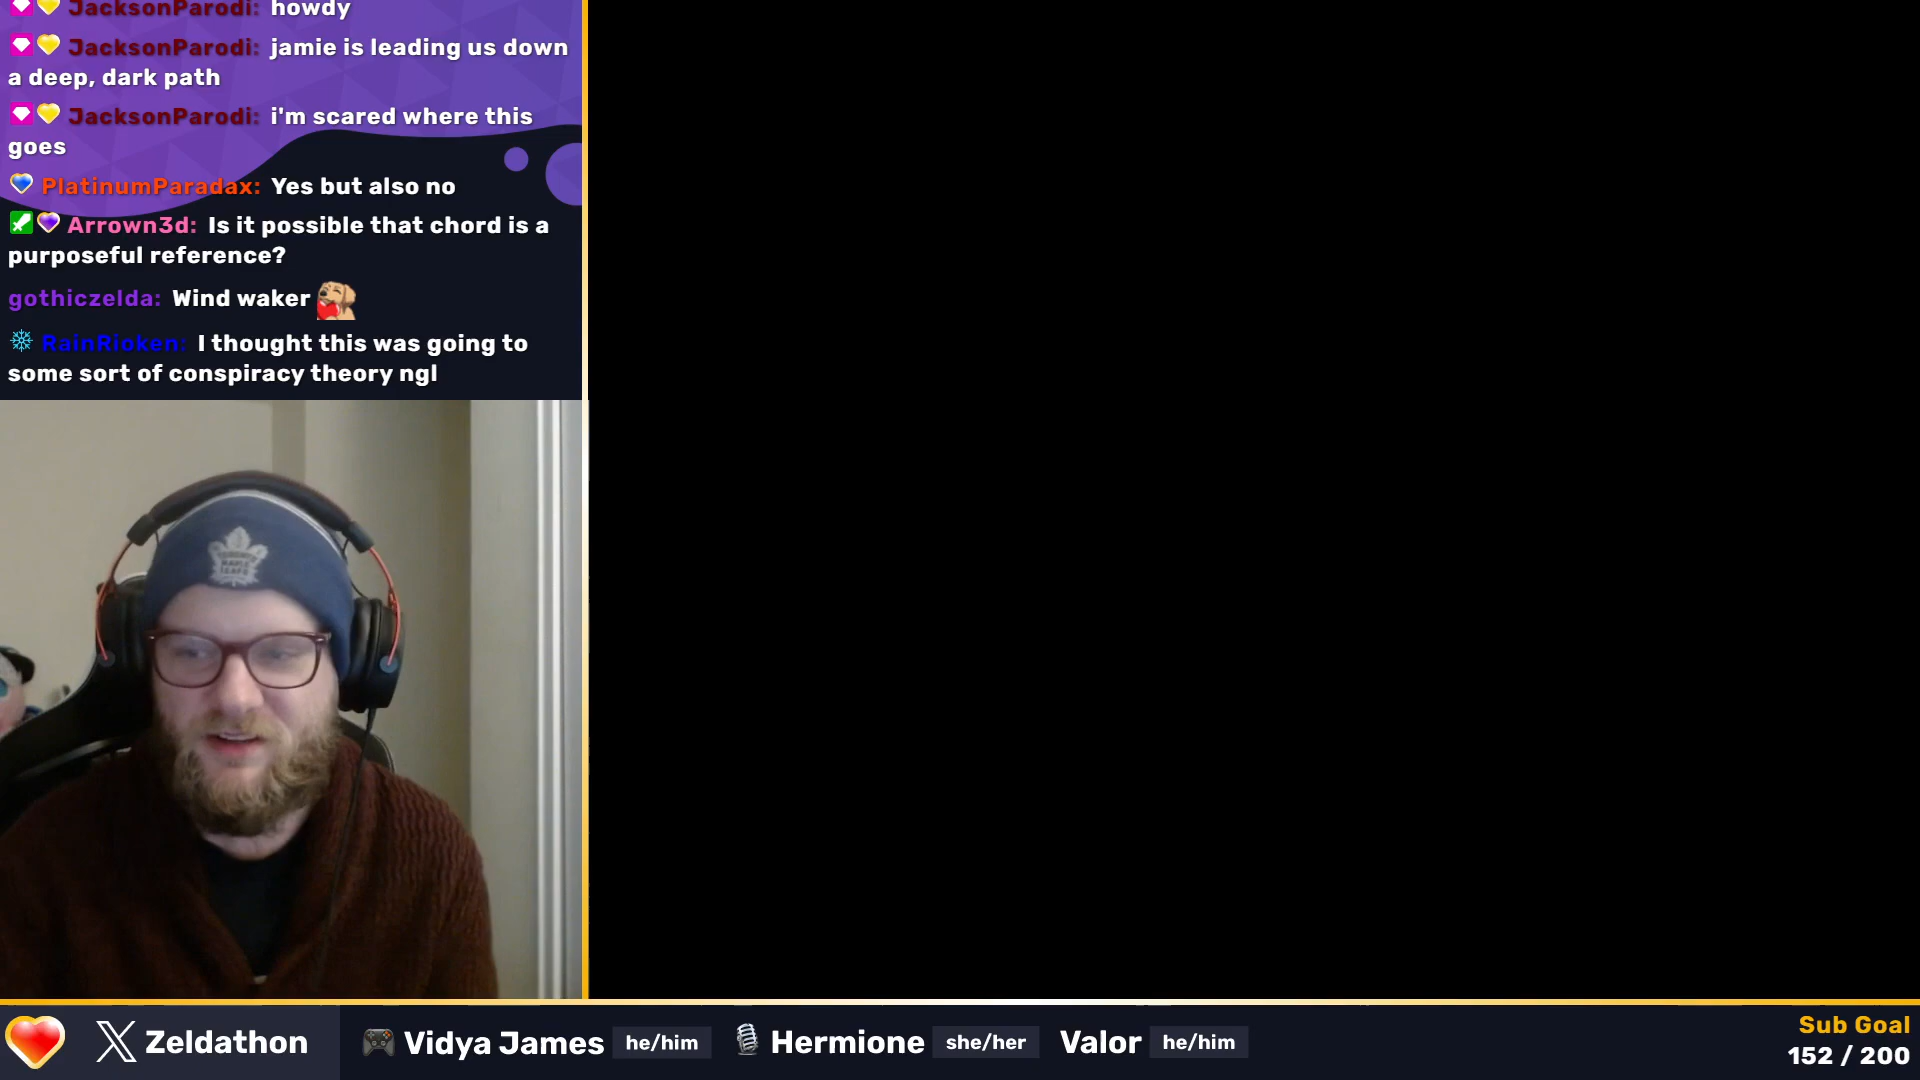 JacksonParodi: howdy
JacksonParodi: jamie is leading us down
a deep, dark path
JacksonParodi: i'm scared where this
goes
PlatinumParadax: Yes but also no
Arrown3d: Is it possible that chord is a
purposeful reference?
gothiczelda: Wind waker
RainRioken: I thought this was going to
some sort of conspiracy theory ngl
TORONTO
MAPLE
LEAFS
Zeldathon
Vidya James he/him
Hermione she/her
Valor he/him
Sub Goal
152 / 200